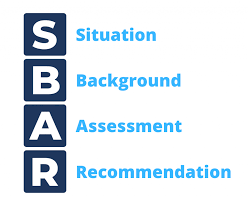 S Situation
B Background
A Assessment
R Recommendation